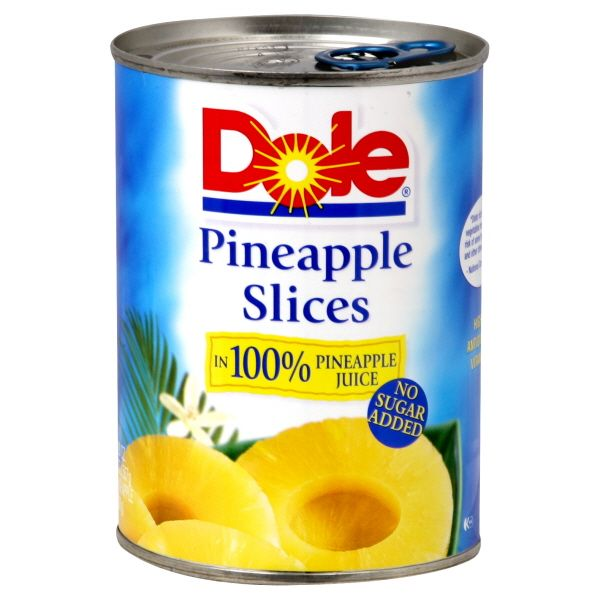 Dole®
Pineapple
Slices
IN 100% PINEAPPLE
JUICE
NO
SUGAR
ADDED
K